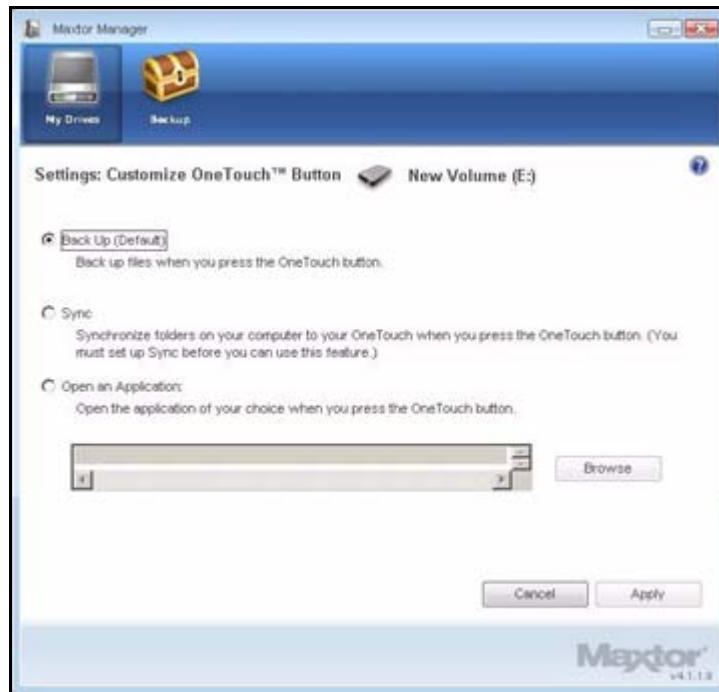 Maxtor Manager
My Drives
Backup
Settings: Customize OneTouch™ Button New Volume (E:)
Back Up (Default)
Back up files when you press the OneTouch button.
Sync
Synchronize folders on your computer to your OneTouch when you press the OneTouch button. (You
must set up Sync before you can use this feature.)
Open an Application:
Open the application of your choice when you press the OneTouch button.
Browse
Cancel
Apply
Maxtor